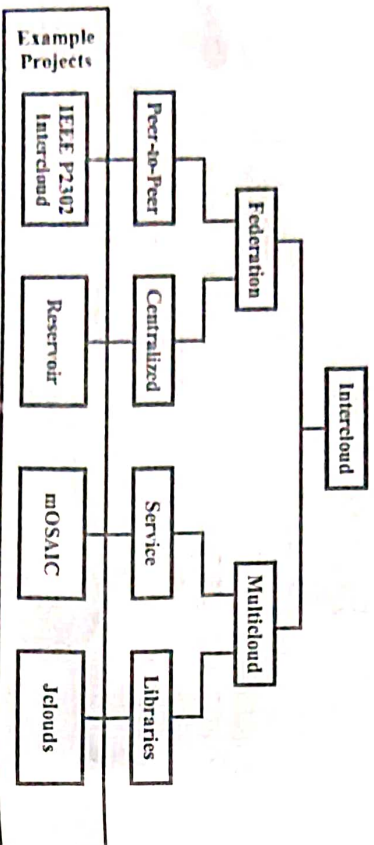 Intercloud
Federation
Multicloud
Peer-to-Peer
Centralized
Service
Libraries
Example
Projects
IEEE P2302
Intercloud
Reservoir
mOSAIC
Jclouds